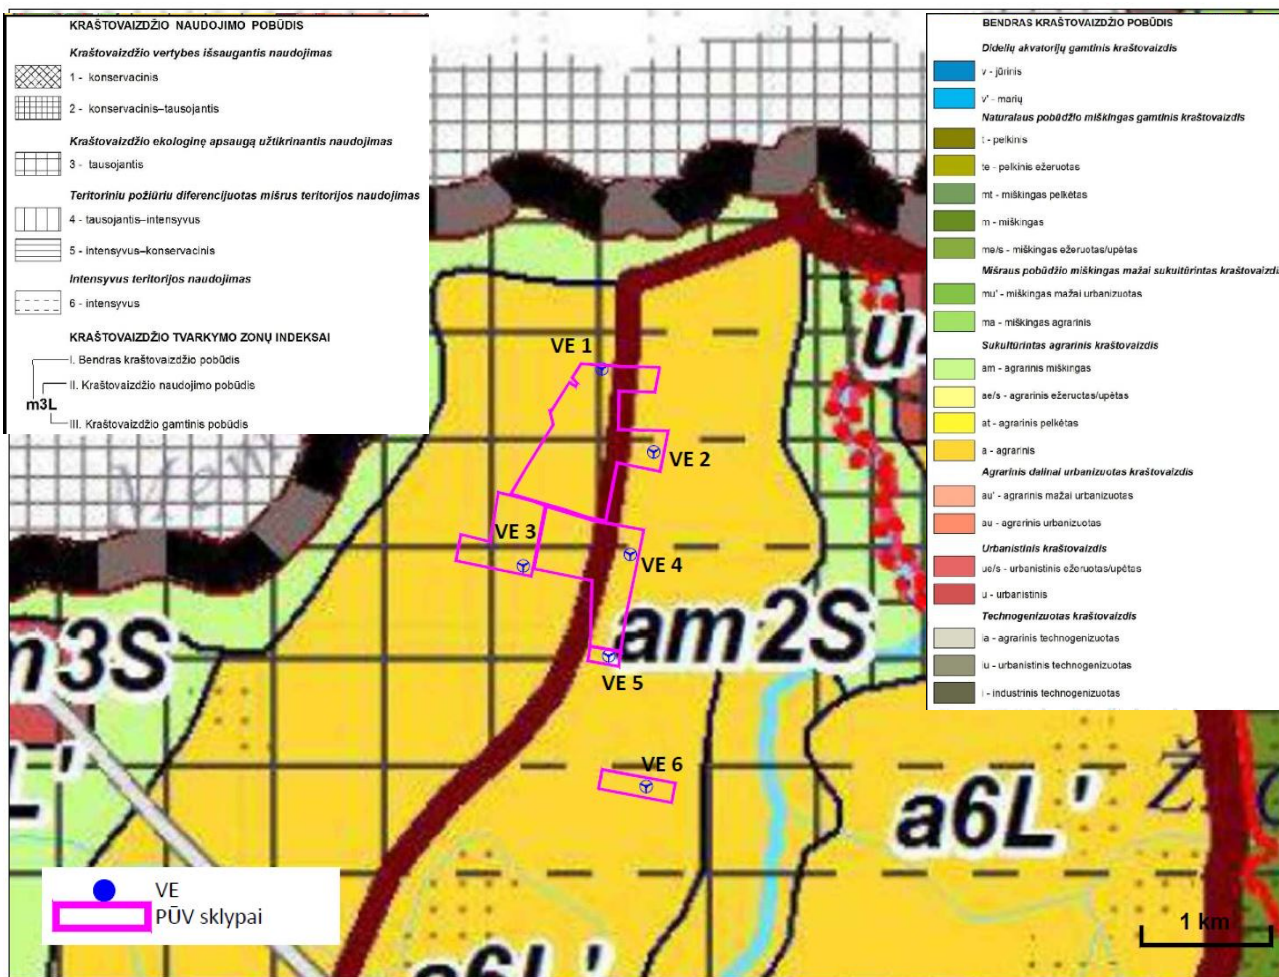 KRAŠTOVAIZDŽIO NAUDOJIMO POBŪDIS
Kraštovaizdžio vertybes išsaugantis naudojimas
1 - konservacinis
2 - konservacinis–tausojantis
Kraštovaizdžio ekologinę apsaugą užtikrinantis naudojimas
3 - tausojantis
Teritoriniu požiūriu diferencijuotas mišrus teritorijos naudojimas
4 - tausojantis–intensyvus
5 - intensyvus–konservacinis
Intensyvus teritorijos naudojimas
6 - intensyvus
KRAŠTOVAIZDŽIO TVARKYMO ZONŲ INDEKSAI
I. Bendras kraštovaizdžio pobūdis
II. Kraštovaizdžio naudojimo pobūdis
m3L
III. Kraštovaizdžio gamtinis pobūdis
BENDRAS KRAŠTOVAIZDŽIO POBŪDIS
Didelių akvatorijų gamtinis kraštovaizdis
v - jūrinis
v' - marių
Natūralaus pobūdžio miškingas gamtinis kraštovaizdis
t - pelkinis
te - pelkinis ežeruotas
mt - miškingas pelkėtas
m - miškingas
me/s - miškingas ežeruotas/upėtas
Mišraus pobūdžio miškingas mažai sukultūrintas kraštovaizdi
mu' - miškingas mažai urbanizuotas
ma - miškingas agrarinis
Sukultūrintas agrarinis kraštovaizdis
am - agrarinis miškingas
ae/s - agrarinis ežeruotas/upėtas
at - agrarinis pelkėtas
a - agrarinis
Agrarinis dalinai urbanizuotas kraštovaizdis
au' - agrarinis mažai urbanizuotas
au - agrarinis urbanizuotas
Urbanistinis kraštovaizdis
ue/s - urbanistinis ežeruotas/upėtas
u - urbanistinis
Technogenizuotas kraštovaizdis
ia - agrarinis technogenizuotas
iu - urbanistinis technogenizuotas
i - industrinis technogenizuotas
VE 1
VE 2
VE 3
VE 4
VE 5
VE 6
m3S
am2S
L'
a6L'
a6L'
VE
PŪV sklypai
1 km